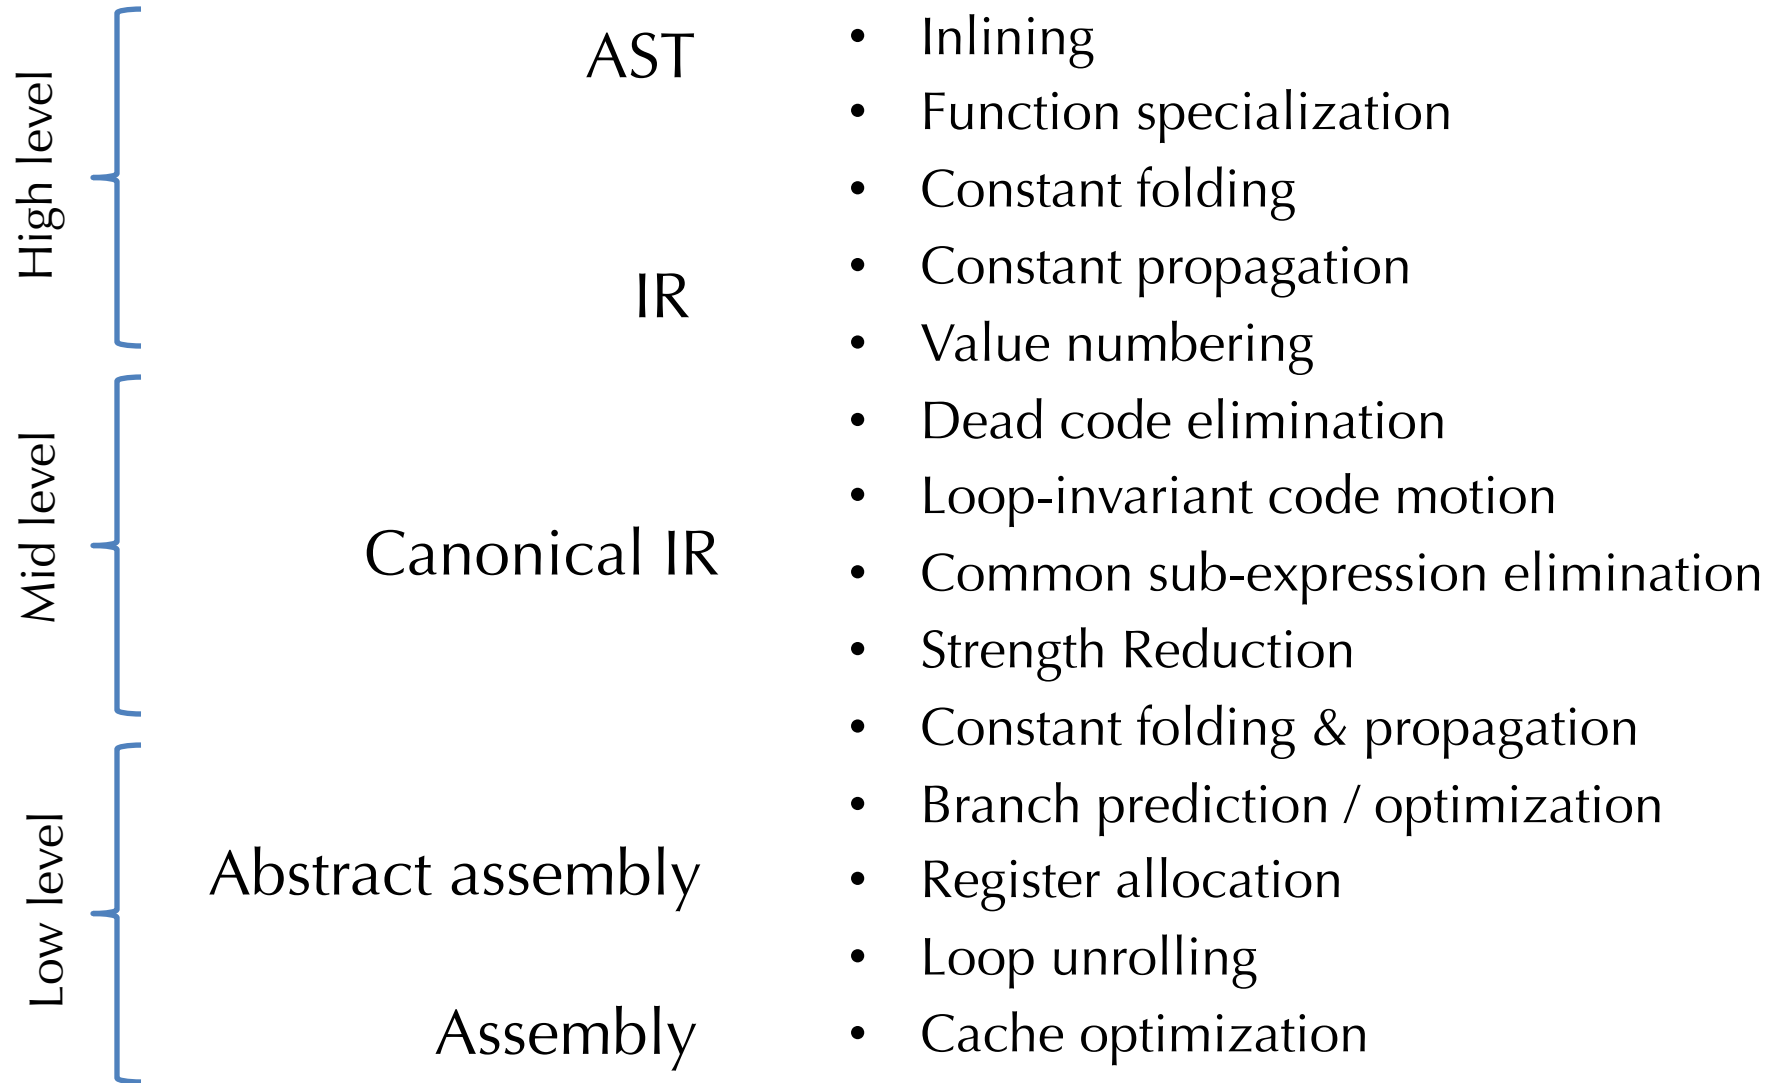 High level
AST
IR
Mid level
Canonical IR
Low level
Abstract assembly
Assembly
• Inlining
• Function specialization
• Constant folding
• Constant propagation
• Value numbering
• Dead code elimination
• Loop-invariant code motion
• Common sub-expression elimination
• Strength Reduction
• Constant folding & propagation
• Branch prediction / optimization
• Register allocation
• Loop unrolling
• Cache optimization